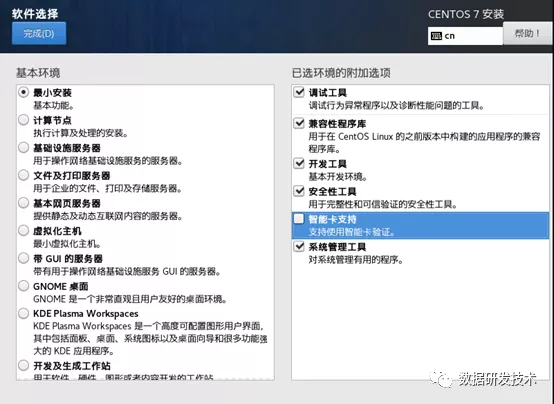 软件选择
完成(D)
CENTOS 7 安装
cn
帮助！
基本环境
最小安装
基本功能。
计算节点
执行计算及处理的安装。
基础设施服务器
用于操作网络基础设施服务的服务器。
文件及打印服务器
用于企业的文件、打印及存储服务器。
基本网页服务器
提供静态及动态互联网内容的服务器。
虚拟化主机
最小虚拟化主机。
带 GUI 的服务器
带有用于操作网络基础设施服务 GUI 的服务器。
GNOME 桌面
GNOME 是一个非常直观且用户友好的桌面环境。
KDE Plasma Workspaces
KDE Plasma Workspaces 是一个高度可配置图形用户界面，
其中包括面板、桌面、系统图标以及桌面向导和很多功能强
大的 KDE 应用程序。
开发及生成工作站
用于软件、硬件、图形或者内容开发的工作站
已选环境的附加选项
调试工具
调试行为异常程序以及诊断性能问题的工具。
兼容性程序库
用于在 CentOS Linux 的之前版本中构建的应用程序的兼容
程序库。
开发工具
基本开发环境。
安全性工具
用于完整性和可信验证的安全性工具。
智能卡支持
支持使用智能卡验证。
系统管理工具
对系统管理有用的程序。
数据研发技术